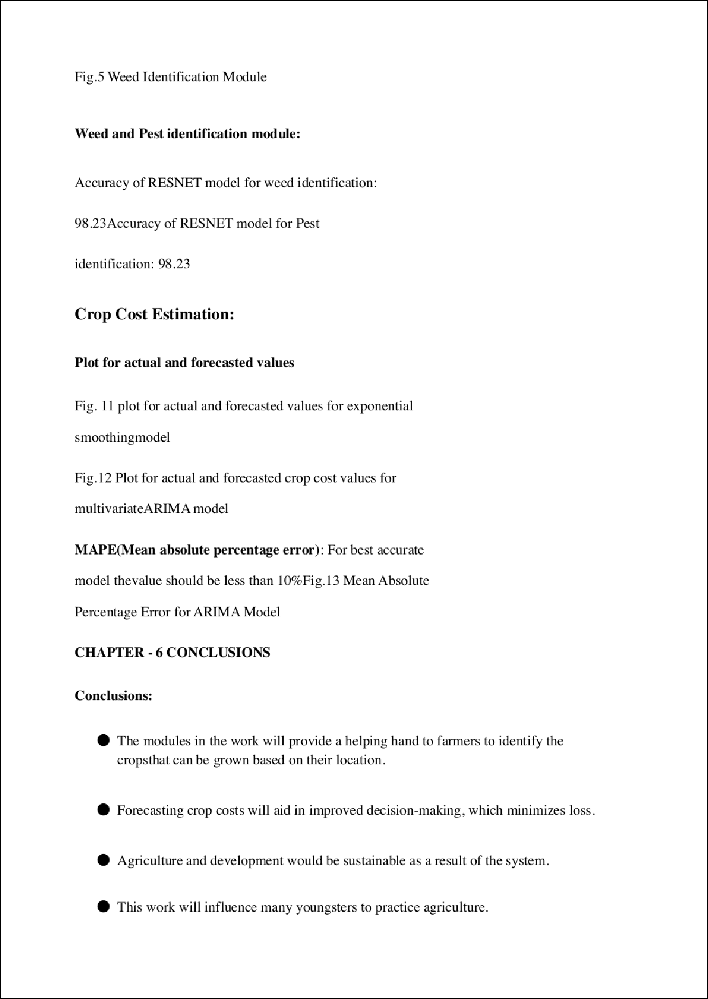 Fig.5 Weed Identification Module
Weed and Pest identification module:
Accuracy of RESNET model for weed identification:
98.23Accuracy of RESNET model for Pest
identification: 98.23
Crop Cost Estimation:
Plot for actual and forecasted values
Fig. 11 plot for actual and forecasted values for exponential
smoothingmodel
Fig.12 Plot for actual and forecasted crop cost values for
multivariateARIMA model
MAPE(Mean absolute percentage error): For best accurate
model thevalue should be less than 10%Fig.13 Mean Absolute
Percentage Error for ARIMA Model
CHAPTER - 6 CONCLUSIONS
Conclusions:
● The modules in the work will provide a helping hand to farmers to identify the
cropsthat can be grown based on their location.
● Forecasting crop costs will aid in improved decision-making, which minimizes loss.
● Agriculture and development would be sustainable as a result of the system.
● This work will influence many youngsters to practice agriculture.